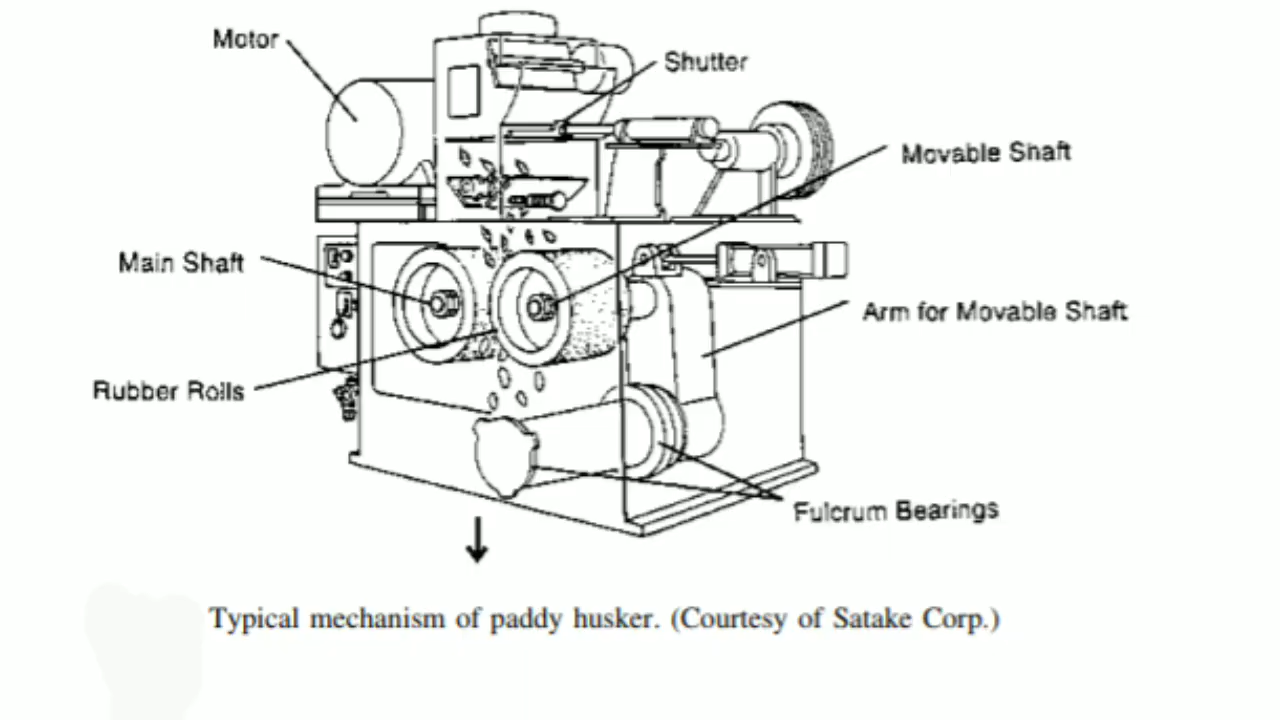 Motor
Shutter
Movable Shaft
Main Shaft
Arm for Movable Shaft
Rubber Rolls
Fulcrum Bearings
Typical mechanism of paddy husker. (Courtesy of Satake Corp.)